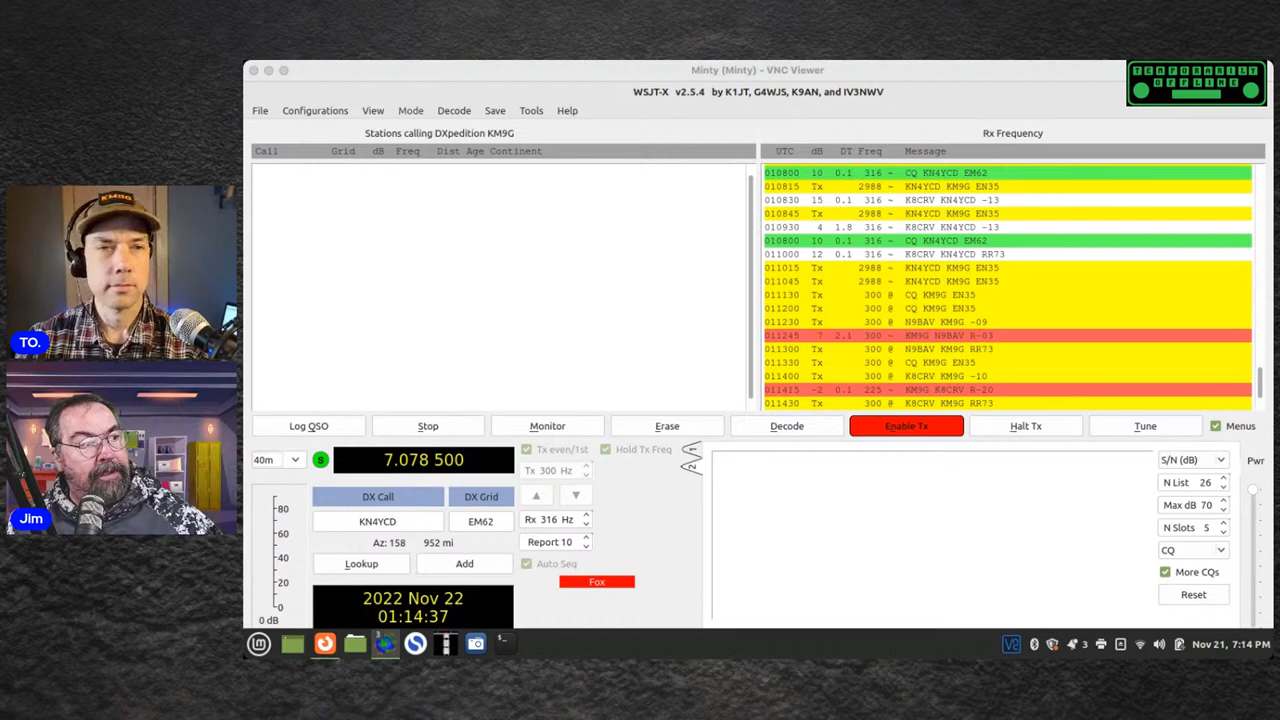 Minty (Minty) - VNC Viewer
TEMPORARILY
OFFLINE
WSJT-X v2.5.4 by K1JT, G4WJS, K9AN, and IV3NWV
File Configurations View Mode Decode Save Tools Help
Stations calling DXpedition KM9G
Rx Frequency
Call Grid dB Freq Dist Age Continent
UTC dB DT Freq Message
010800 10 0.1 316 ~ CQ KN4YCD EM62
010815 Tx 2988 ~ KN4YCD KM9G EN35
010830 15 0.1 316 ~ K8CRV KN4YCD -13
010845 Tx 2988 ~ KN4YCD KM9G EN35
010930 4 1.8 316 ~ K8CRV KN4YCD -13
010800 10 0.1 316 ~ CQ KN4YCD EM62
011000 12 0.1 316 ~ K8CRV KN4YCD RR73
011015 Tx 2988 ~ KN4YCD KM9G EN35
011045 Tx 2988 ~ KN4YCD KM9G EN35
011130 Tx 300 @ CQ KM9G EN35
011200 Tx 300 @ CQ KM9G EN35
011230 Tx 300 @ N9BAV KM9G -09
011245 7 2.1 300 ~ KM9G N9BAV R-03
011300 Tx 300 @ N9BAV KM9G RR73
011330 Tx 300 @ CQ KM9G EN35
011400 Tx 300 @ K8CRV KM9G -10
011415 -2 0.1 225 ~ KM9G K8CRV R-20
011430 Tx 300 @ K8CRV KM9G RR73
KM9G
TO.
Jim
Log QSO Stop Monitor Erase Decode Enable Tx Halt Tx Tune Menus
40m S 7.078 500
Tx even/1st Hold Tx Freq
Tx 300 Hz
DX Call DX Grid
KN4YCD EM62
Rx 316 Hz
Az: 158 952 mi
Report 10
Lookup Add
Auto Seq
Fox
2022 Nov 22
01:14:37
80
60
40
20
0
0 dB
1
2
S/N (dB)
Pwr
N List 26
Max dB 70
N Slots 5
CQ
More CQs
Reset
3
3 Nov 21, 7:14 PM